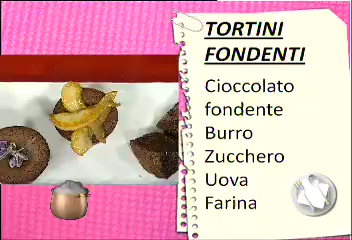 TORTINI
FONDENTI
Cioccolato
fondente
Burro
Zucchero
Uova
Farina